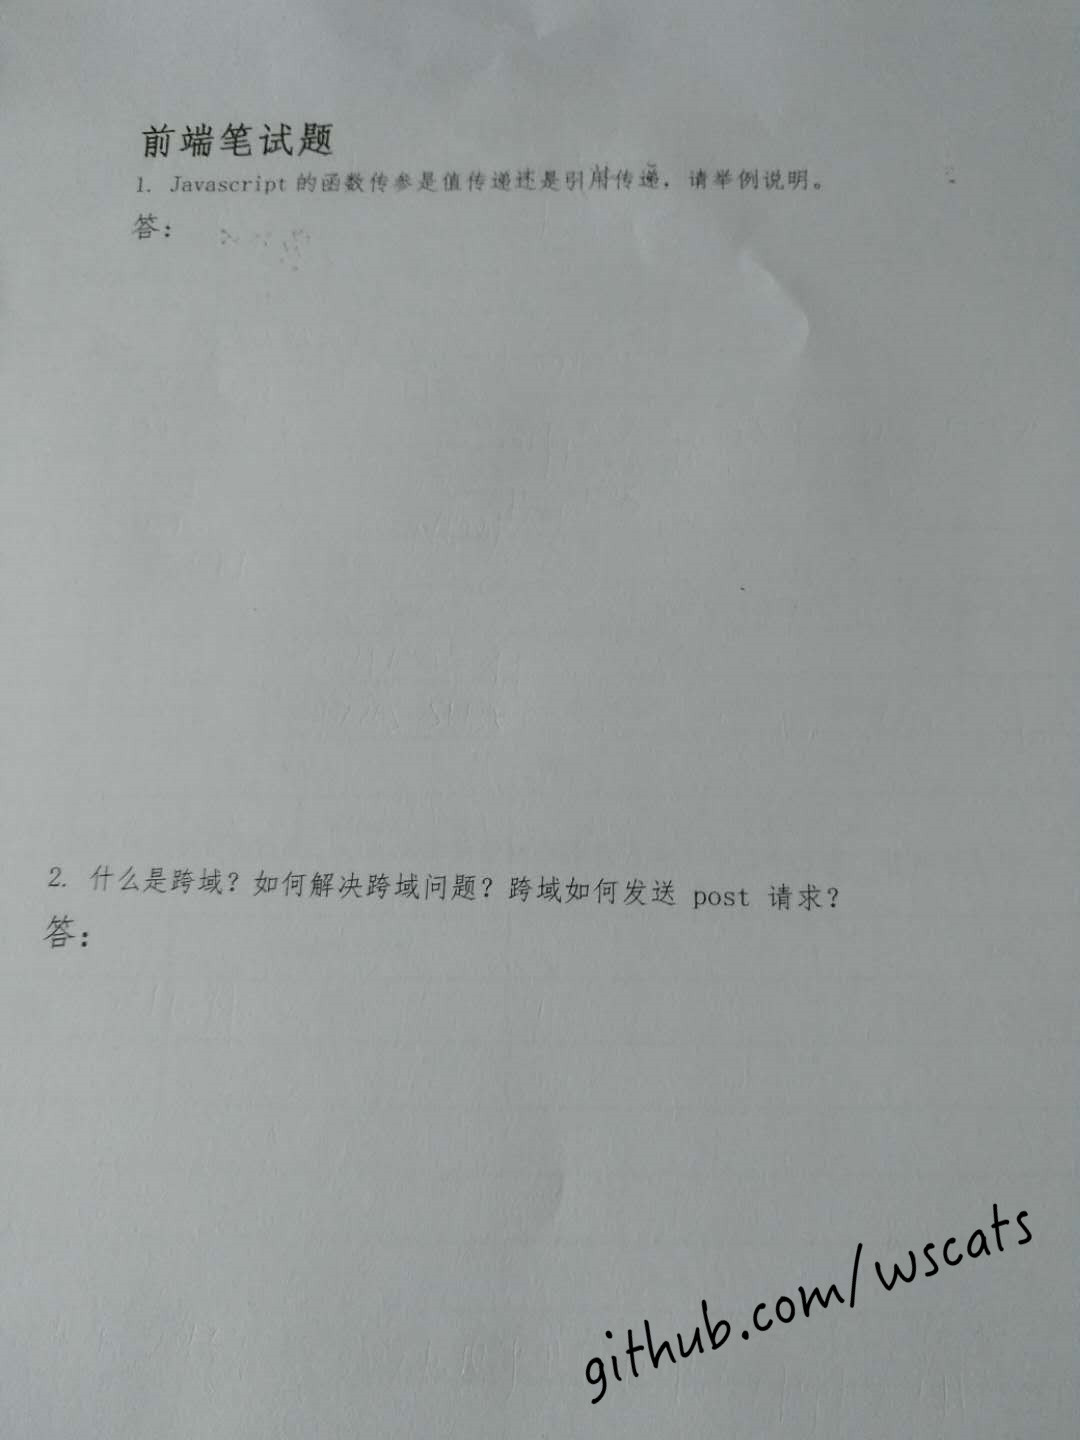 前端笔试题
1. Javascript 的函数传参是值传递还是引用传递，请举例说明。
答：
2. 什么是跨域？如何解决跨域问题？跨域如何发送 post 请求？
答：
github.com/wscats